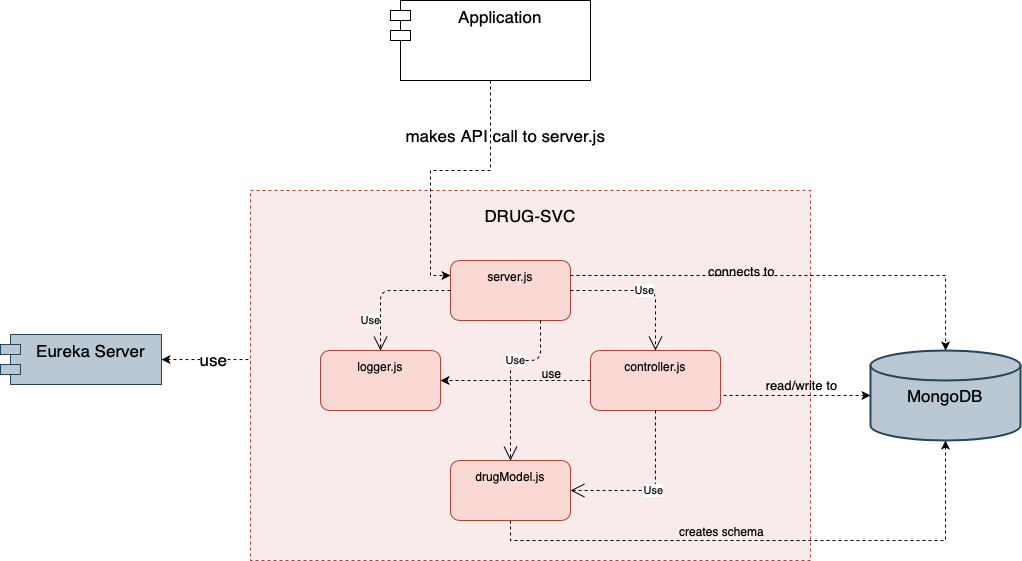 Application
makes API call to server.js
DRUG-SVC
server.js
connects to
Use
Use
Eureka Server
use
logger.js
Use
use
controller.js
read/write to
MongoDB
drugModel.js
Use
creates schema